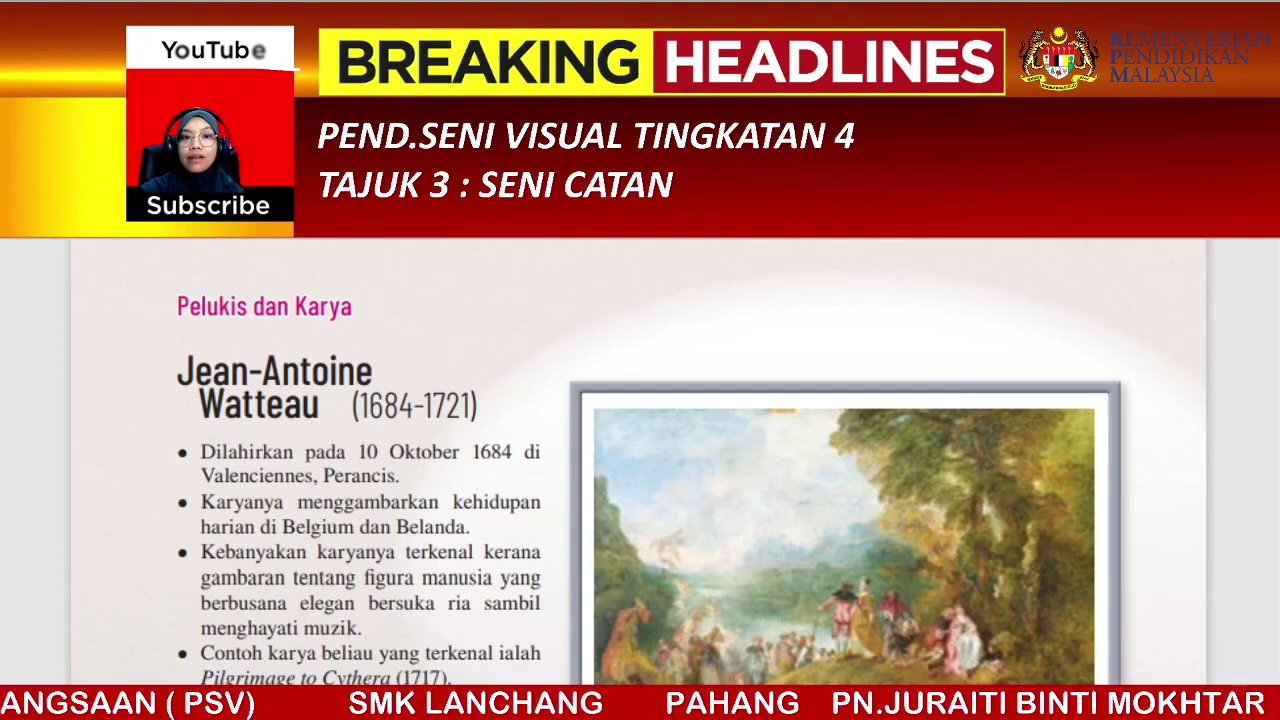 YouTube
BREAKING HEADLINES
KEMENTERIAN
PENDIDIKAN
MALAYSIA
PEND.SENI VISUAL TINGKATAN 4
TAJUK 3 : SENI CATAN
Subscribe
Pelukis dan Karya
Jean-Antoine
Watteau (1684-1721)
• Dilahirkan pada 10 Oktober 1684 di
Valenciennes, Perancis.
• Karyanya menggambarkan kehidupan
harian di Belgium dan Belanda.
• Kebanyakan karyanya terkenal kerana
gambaran tentang figura manusia yang
berbusana elegan bersuka ria sambil
menghayati muzik.
• Contoh karya beliau yang terkenal ialah
Pilgrimage to Cythera (1717).
ANGSAAN ( PSV) SMK LANCHANG PAHANG PN.JURAITI BINTI MOKHTAR